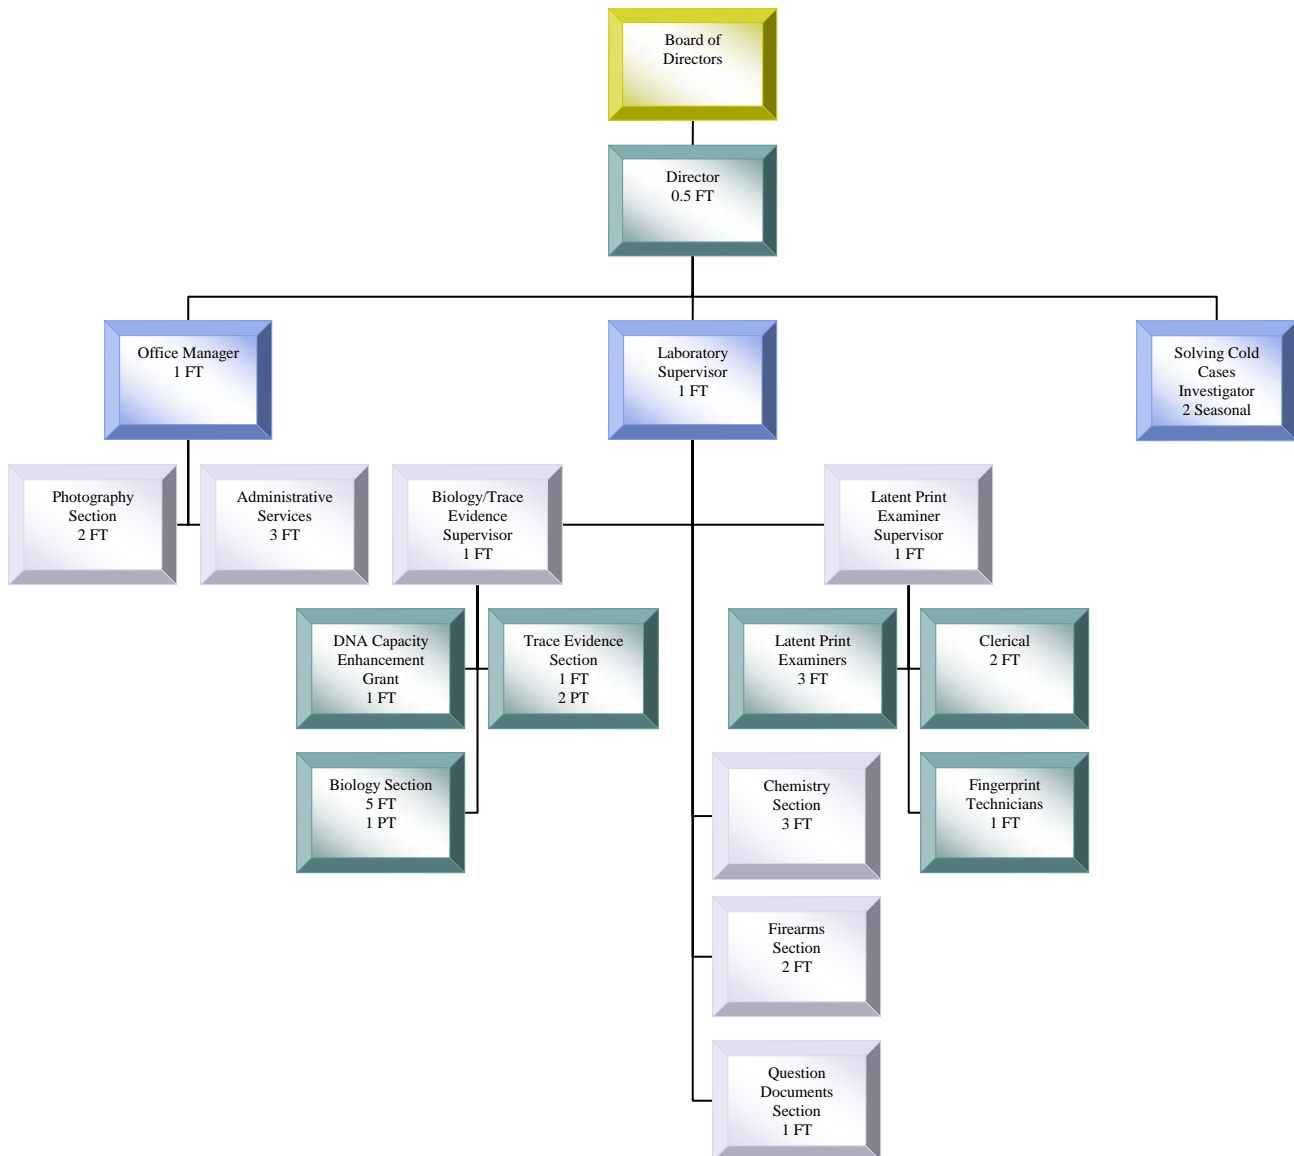 Board of
Directors
Director
0.5 FT
Office Manager
1 FT
Laboratory
Supervisor
1 FT
Solving Cold
Cases
Investigator
2 Seasonal
Photography
Section
2 FT
Administrative
Services
3 FT
Biology/Trace
Evidence
Supervisor
1 FT
Latent Print
Examiner
Supervisor
1 FT
DNA Capacity
Enhancement
Grant
1 FT
Trace Evidence
Section
1 FT
2 PT
Latent Print
Examiners
3 FT
Clerical
2 FT
Biology Section
5 FT
1 PT
Chemistry
Section
3 FT
Fingerprint
Technicians
1 FT
Firearms
Section
2 FT
Question
Documents
Section
1 FT